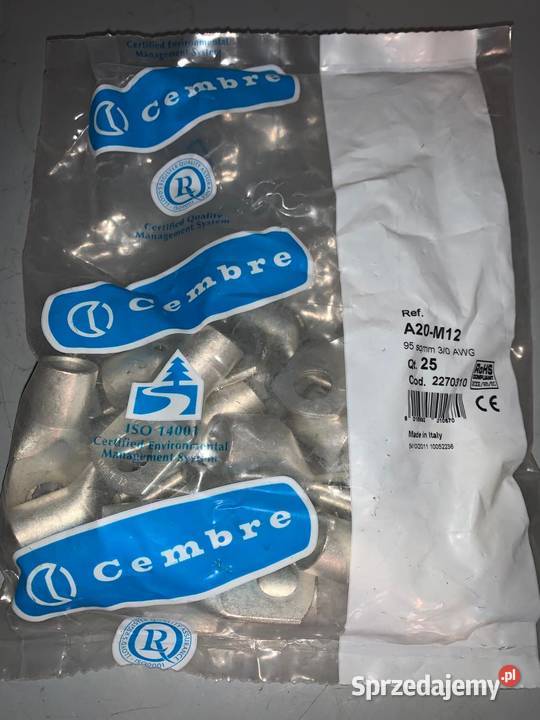 Certified Environmental
Management System
Cembre
Certified Quality
Management System
Cembre
Ref.
A20-M12
95 sqmm 3/0 AWG
Qt. 25
Cod. 2270310
RoHS
COMPLIANT
CE
Made in Italy
ISO 14001
Certified Environmental
Management System
Cembre
Sprzedajemy.pl